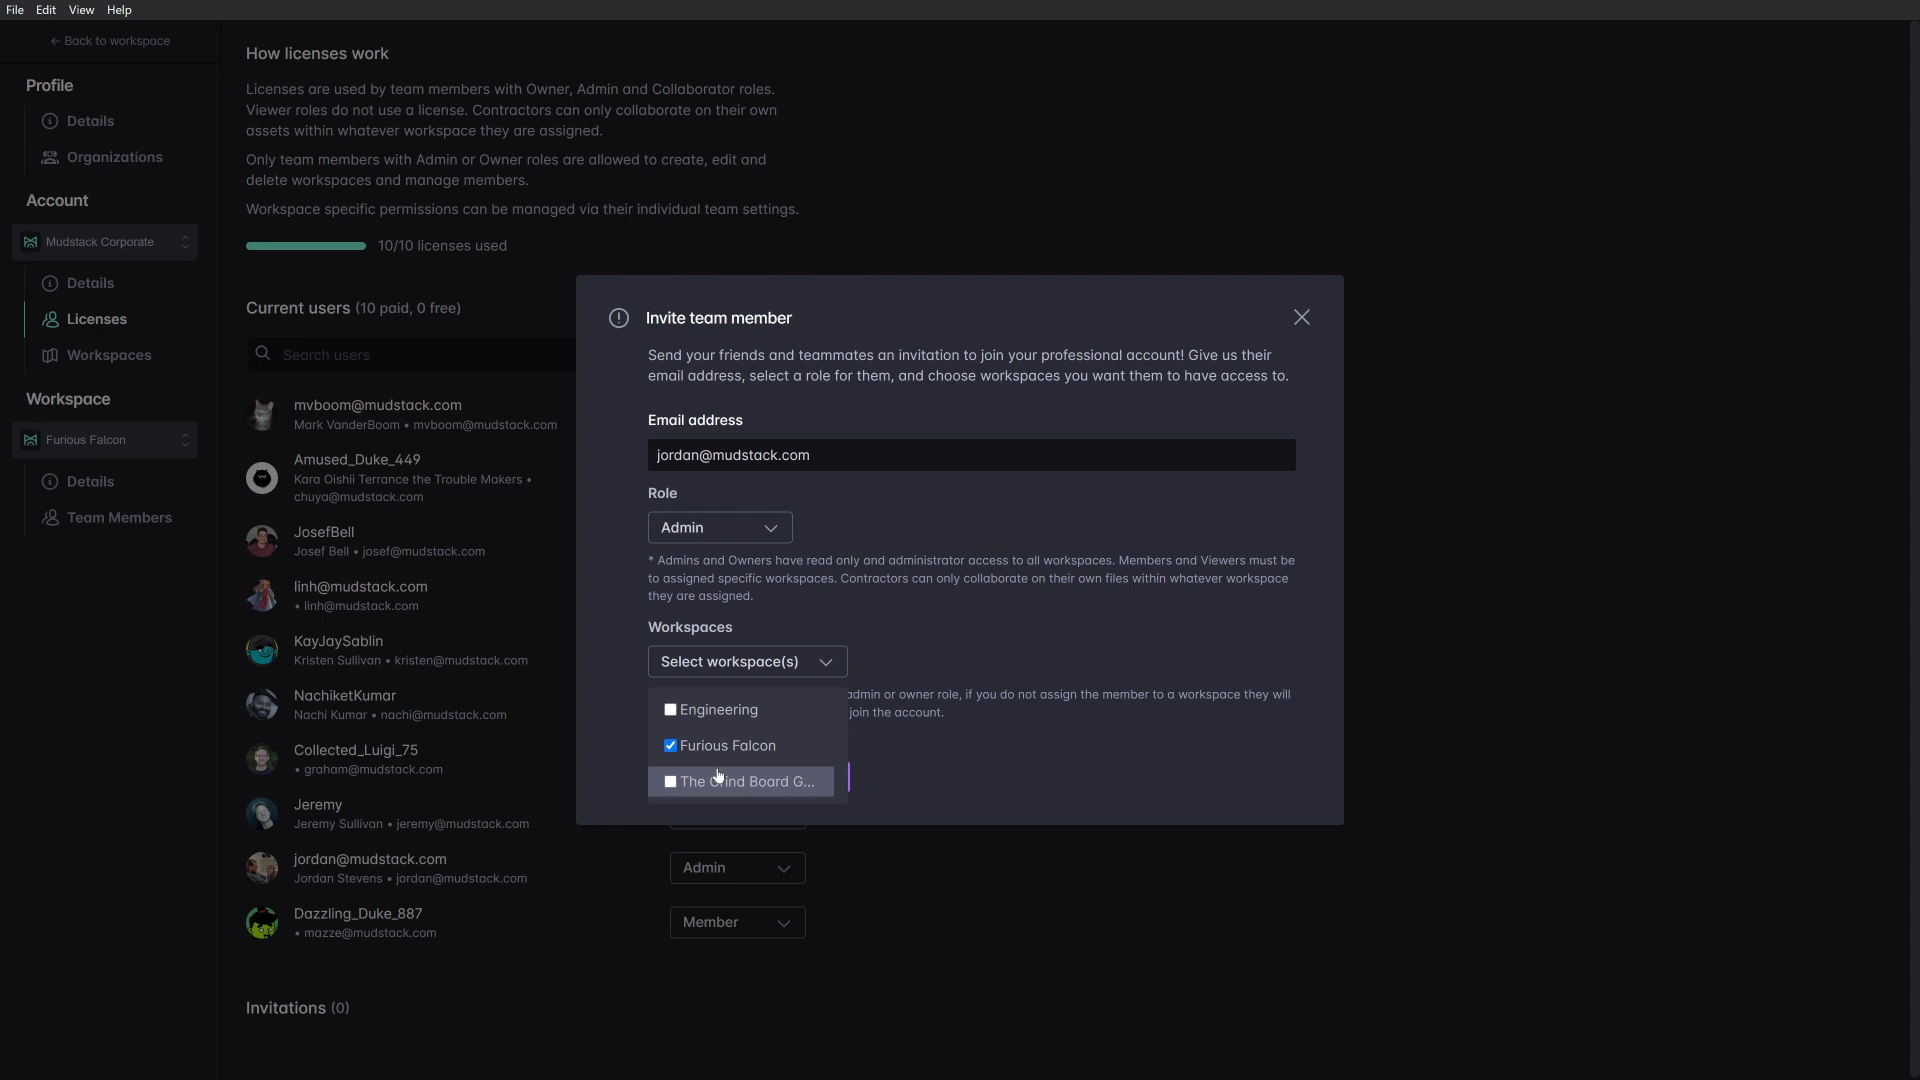 File Edit View Help
← Back to workspace
Profile
Details
Organizations
Account
Mudstack Corporate
Details
Licenses
Workspaces
Workspace
Furious Falcon
Details
Team Members
How licenses work
Licenses are used by team members with Owner, Admin and Collaborator roles.
Viewer roles do not use a license. Contractors can only collaborate on their own
assets within whatever workspace they are assigned.
Only team members with Admin or Owner roles are allowed to create, edit and
delete workspaces and manage members.
Workspace specific permissions can be managed via their individual team settings.
10/10 licenses used
Current users (10 paid, 0 free)
Search users
mvboom@mudstack.com
Mark VanderBoom • mvboom@mudstack.com
Amused_Duke_449
Kara Oishii Terrance the Trouble Makers •
chuya@mudstack.com
JosefBell
Josef Bell • josef@mudstack.com
linh@mudstack.com
• linh@mudstack.com
KayJaySablin
Kristen Sullivan • kristen@mudstack.com
NachiketKumar
Nachi Kumar • nachi@mudstack.com
Collected_Luigi_75
• graham@mudstack.com
Jeremy
Jeremy Sullivan • jeremy@mudstack.com
jordan@mudstack.com
Jordan Stevens • jordan@mudstack.com
Admin
Dazzling_Duke_887
• mazze@mudstack.com
Member
Invitations (0)
Invite team member
Send your friends and teammates an invitation to join your professional account! Give us their
email address, select a role for them, and choose workspaces you want them to have access to.
Email address
jordan@mudstack.com
Role
Admin
* Admins and Owners have read only and administrator access to all workspaces. Members and Viewers must be
to assigned specific workspaces. Contractors can only collaborate on their own files within whatever workspace
they are assigned.
Workspaces
Select workspace(s)
admin or owner role, if you do not assign the member to a workspace they will
join the account.
Engineering
Furious Falcon
The Grind Board G...